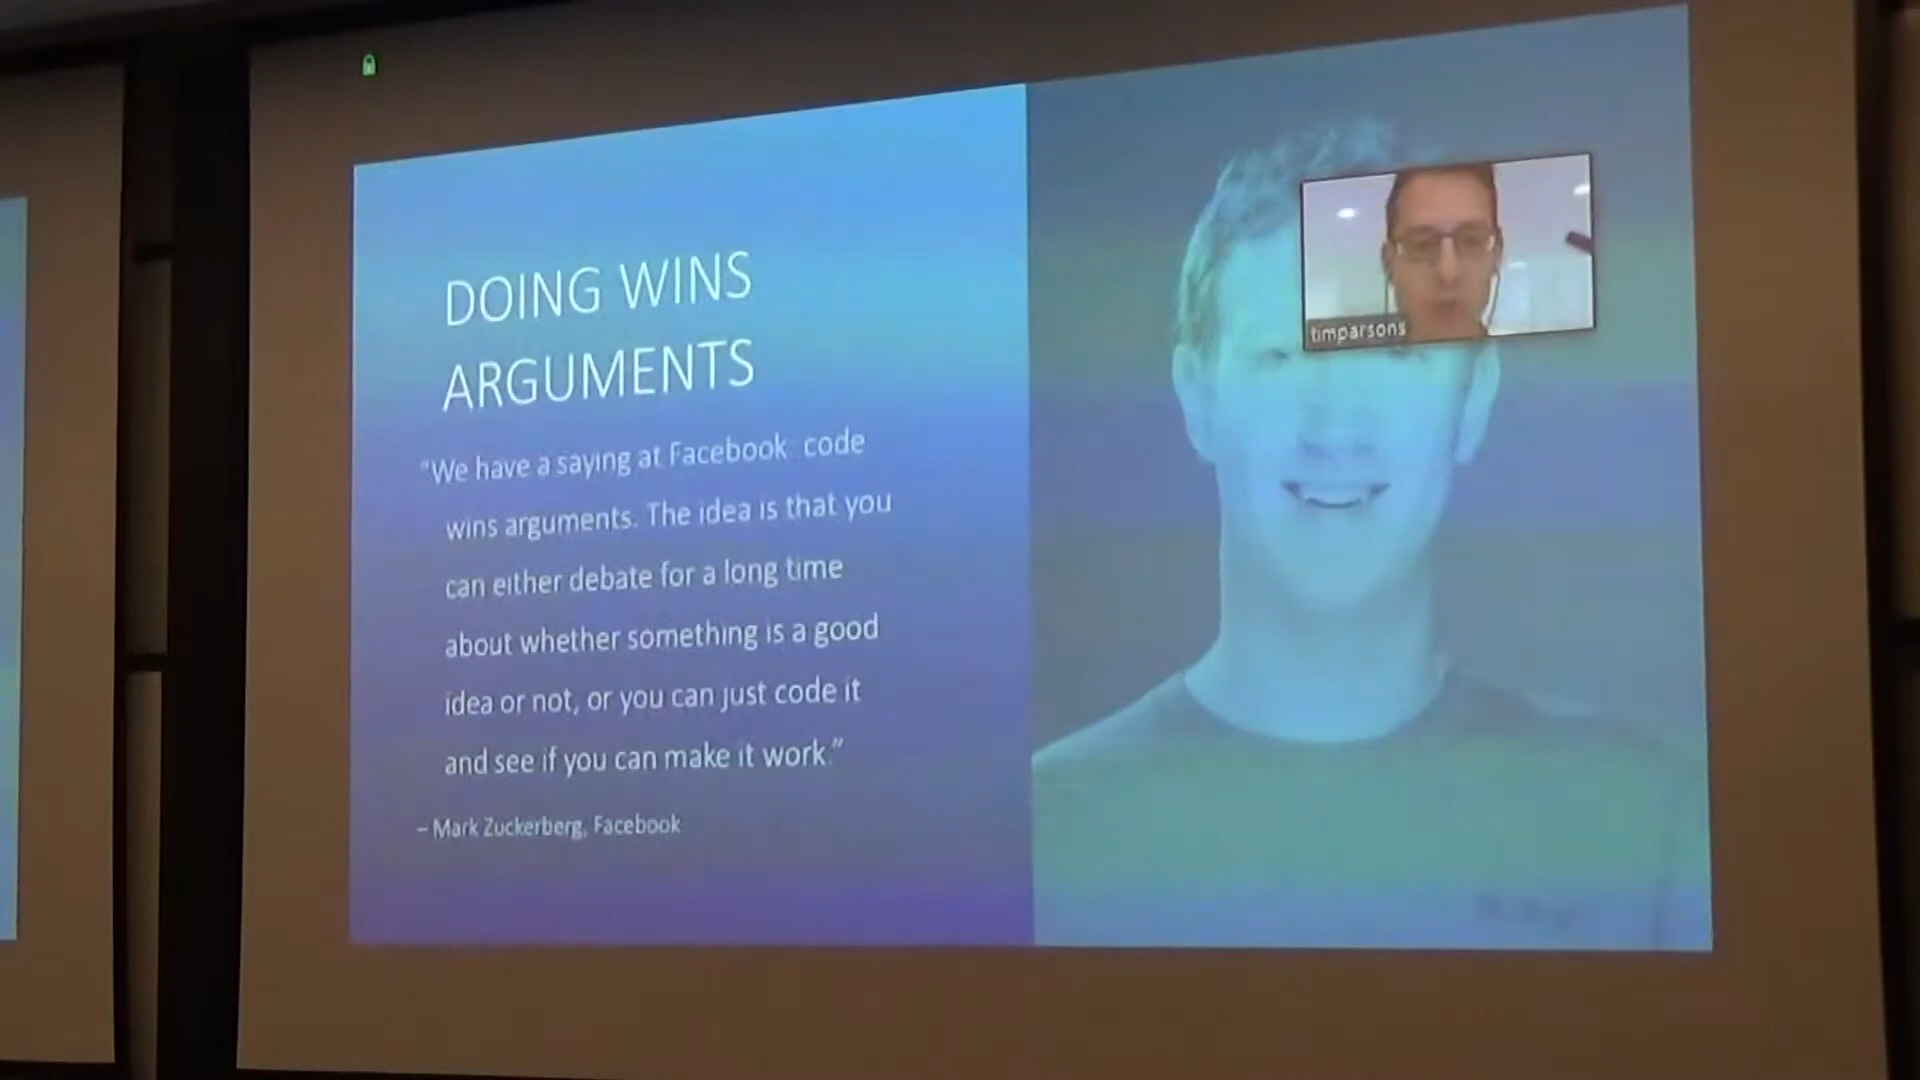 DOING WINS
ARGUMENTS
"We have a saying at Facebook code
wins arguments. The idea is that you
can either debate for a long time
about whether something is a good
idea or not, or you can just code it
and see if you can make it work."
– Mark Zuckerberg, Facebook
timparsons